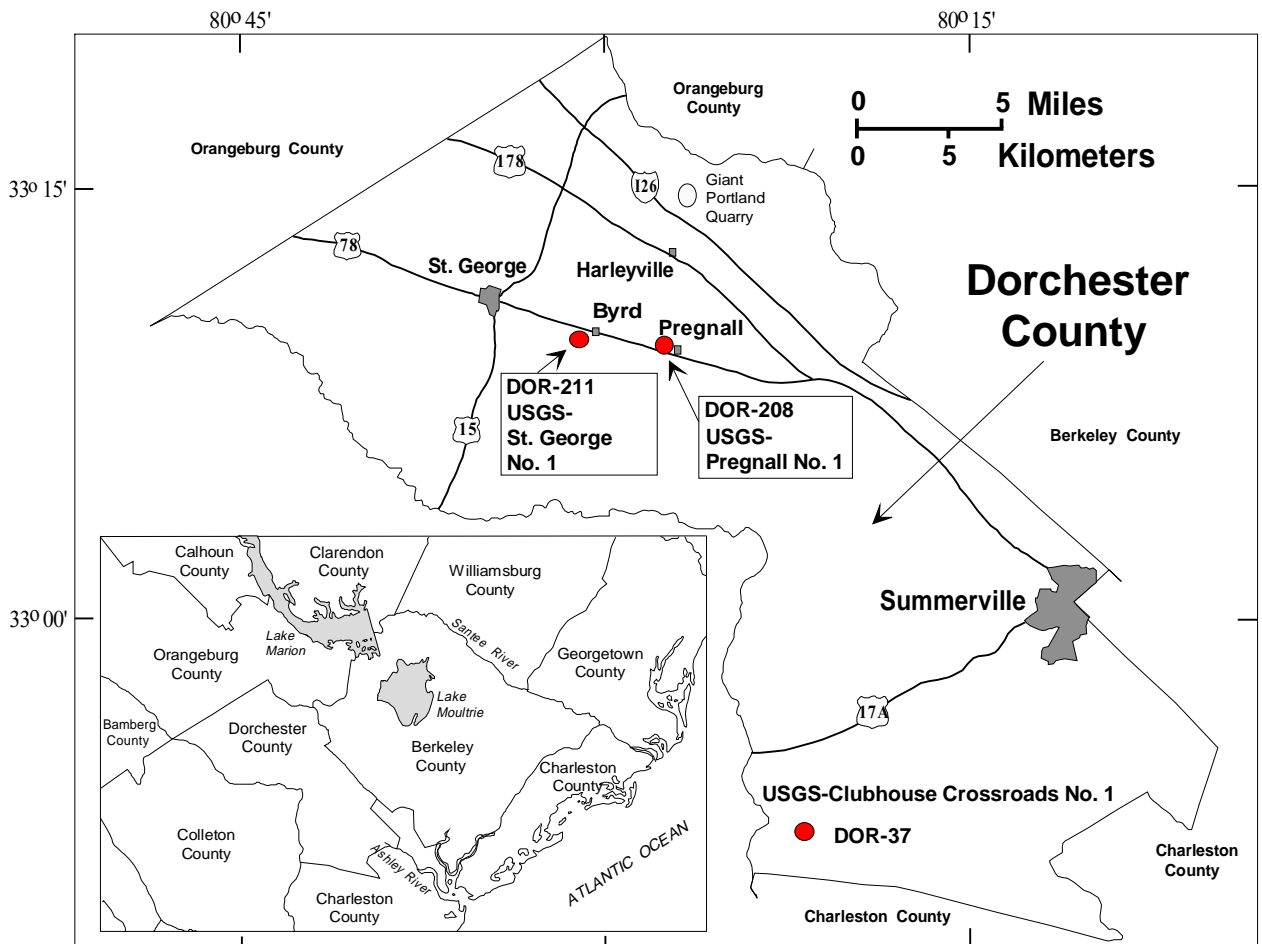 80º 45'
80º 15'
Orangeburg
County
0 5 Miles
0 5 Kilometers
Orangeburg County
178
I26
Giant
Portland
Quarry
33º 15'
78
St. George
Harleyville
Dorchester
County
Byrd
Pregnall
DOR-211
USGS-
St. George
No. 1
DOR-208
USGS-
Pregnall No. 1
15
Berkeley County
Summerville
33º 00'
17A
USGS-Clubhouse Crossroads No. 1
DOR-37
Charleston
County
Charleston County
Calhoun
County
Clarendon
County
Williamsburg
County
Lake
Marion
Santee River
Orangeburg
County
Georgetown
County
Lake
Moultrie
Bamberg
County
Dorchester
County
Berkeley
County
Charleston
County
Colleton
County
Ashley River
ATLANTIC OCEAN
Charleston
County